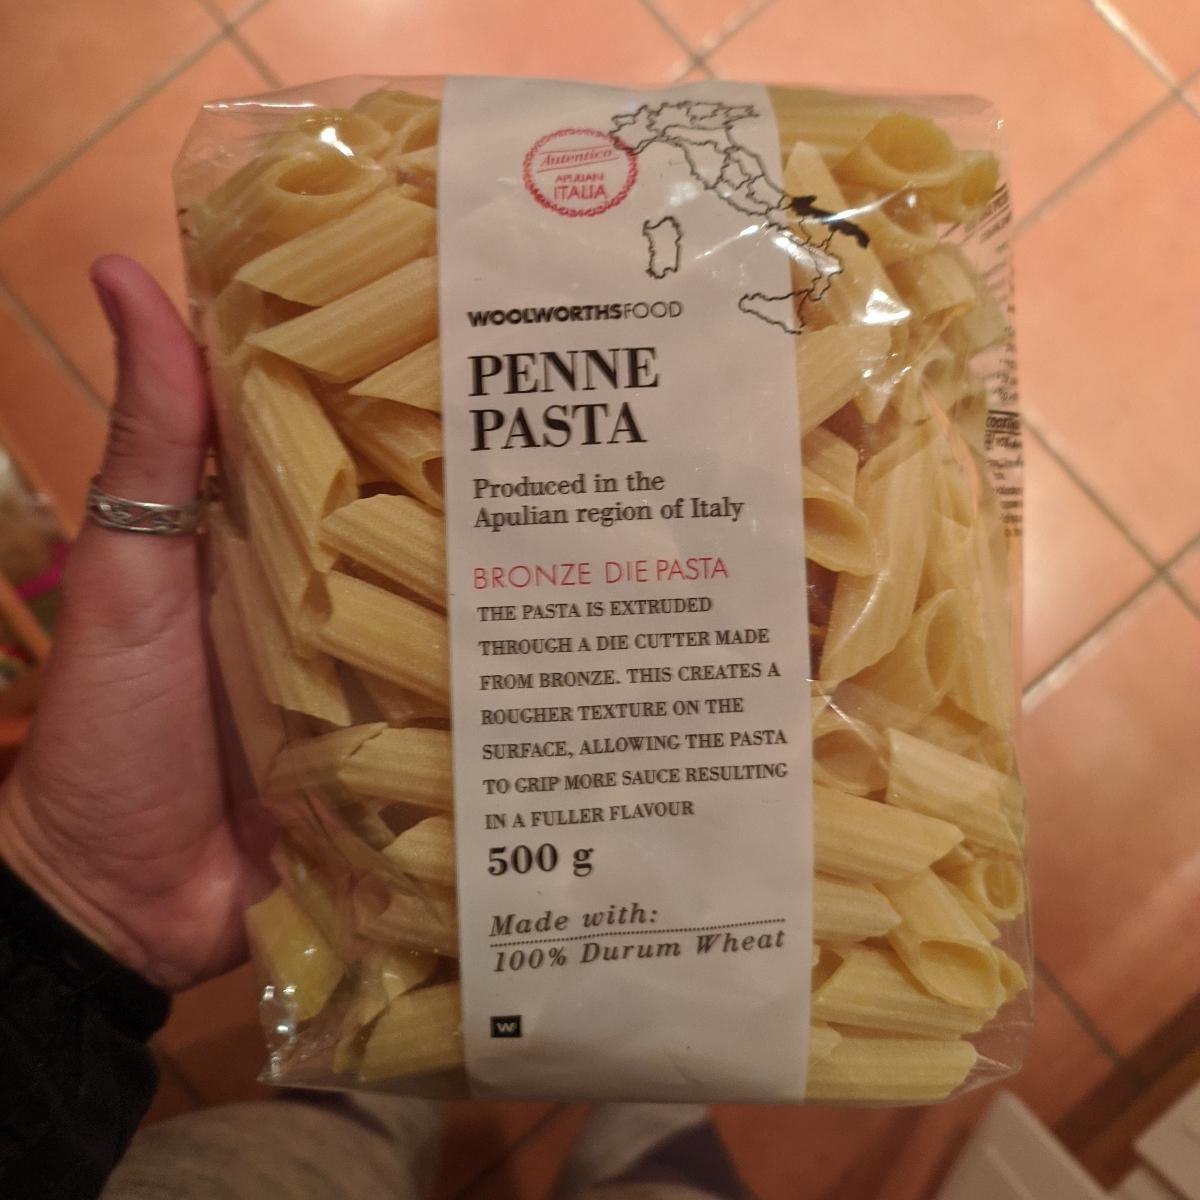 Autentico
APULIAN
ITALIA
WOOLWORTHSFOOD
PENNE
PASTA
Produced in the
Apulian region of Italy
BRONZE DIE PASTA
THE PASTA IS EXTRUDED
THROUGH A DIE CUTTER MADE
FROM BRONZE. THIS CREATES A
ROUGHER TEXTURE ON THE
SURFACE, ALLOWING THE PASTA
TO GRIP MORE SAUCE RESULTING
IN A FULLER FLAVOUR
500 g
Made with:
100% Durum Wheat
W